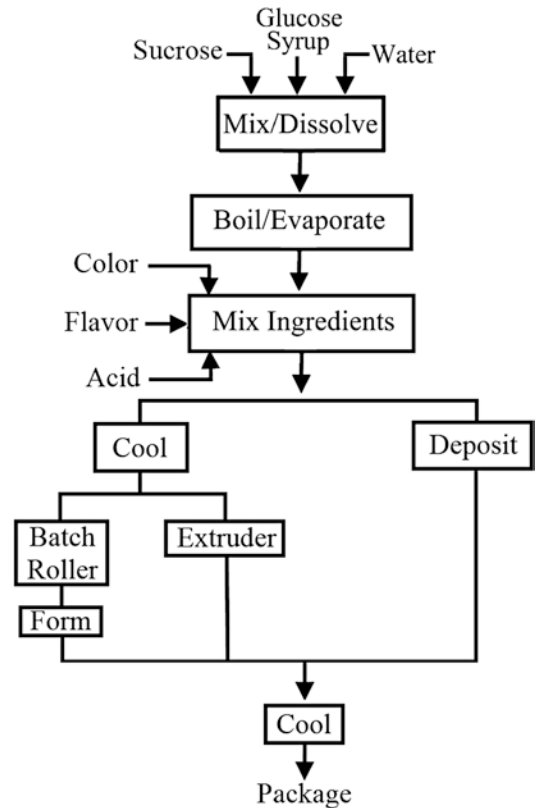 Glucose
Syrup
Sucrose
Water
Mix/Dissolve
Boil/Evaporate
Color
Flavor
Mix Ingredients
Acid
Cool
Deposit
Batch
Roller
Extruder
Form
Cool
Package